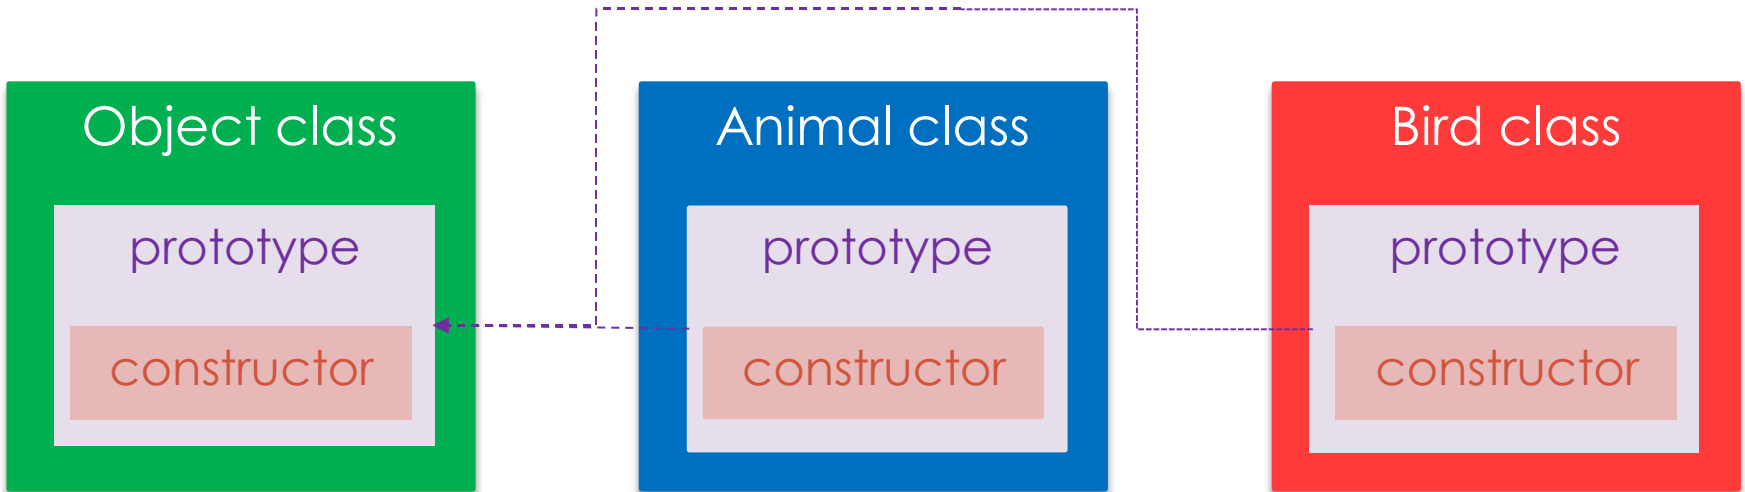 Object class
prototype
constructor
Animal class
prototype
constructor
Bird class
prototype
constructor